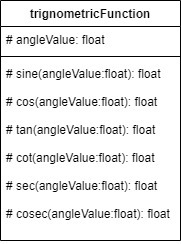 trignometricFunction
# angleValue: float
# sine(angleValue:float): float
# cos(angleValue:float): float
# tan(angleValue:float): float
# cot(angleValue:float): float
# sec(angleValue:float): float
# cosec(angleValue:float): float